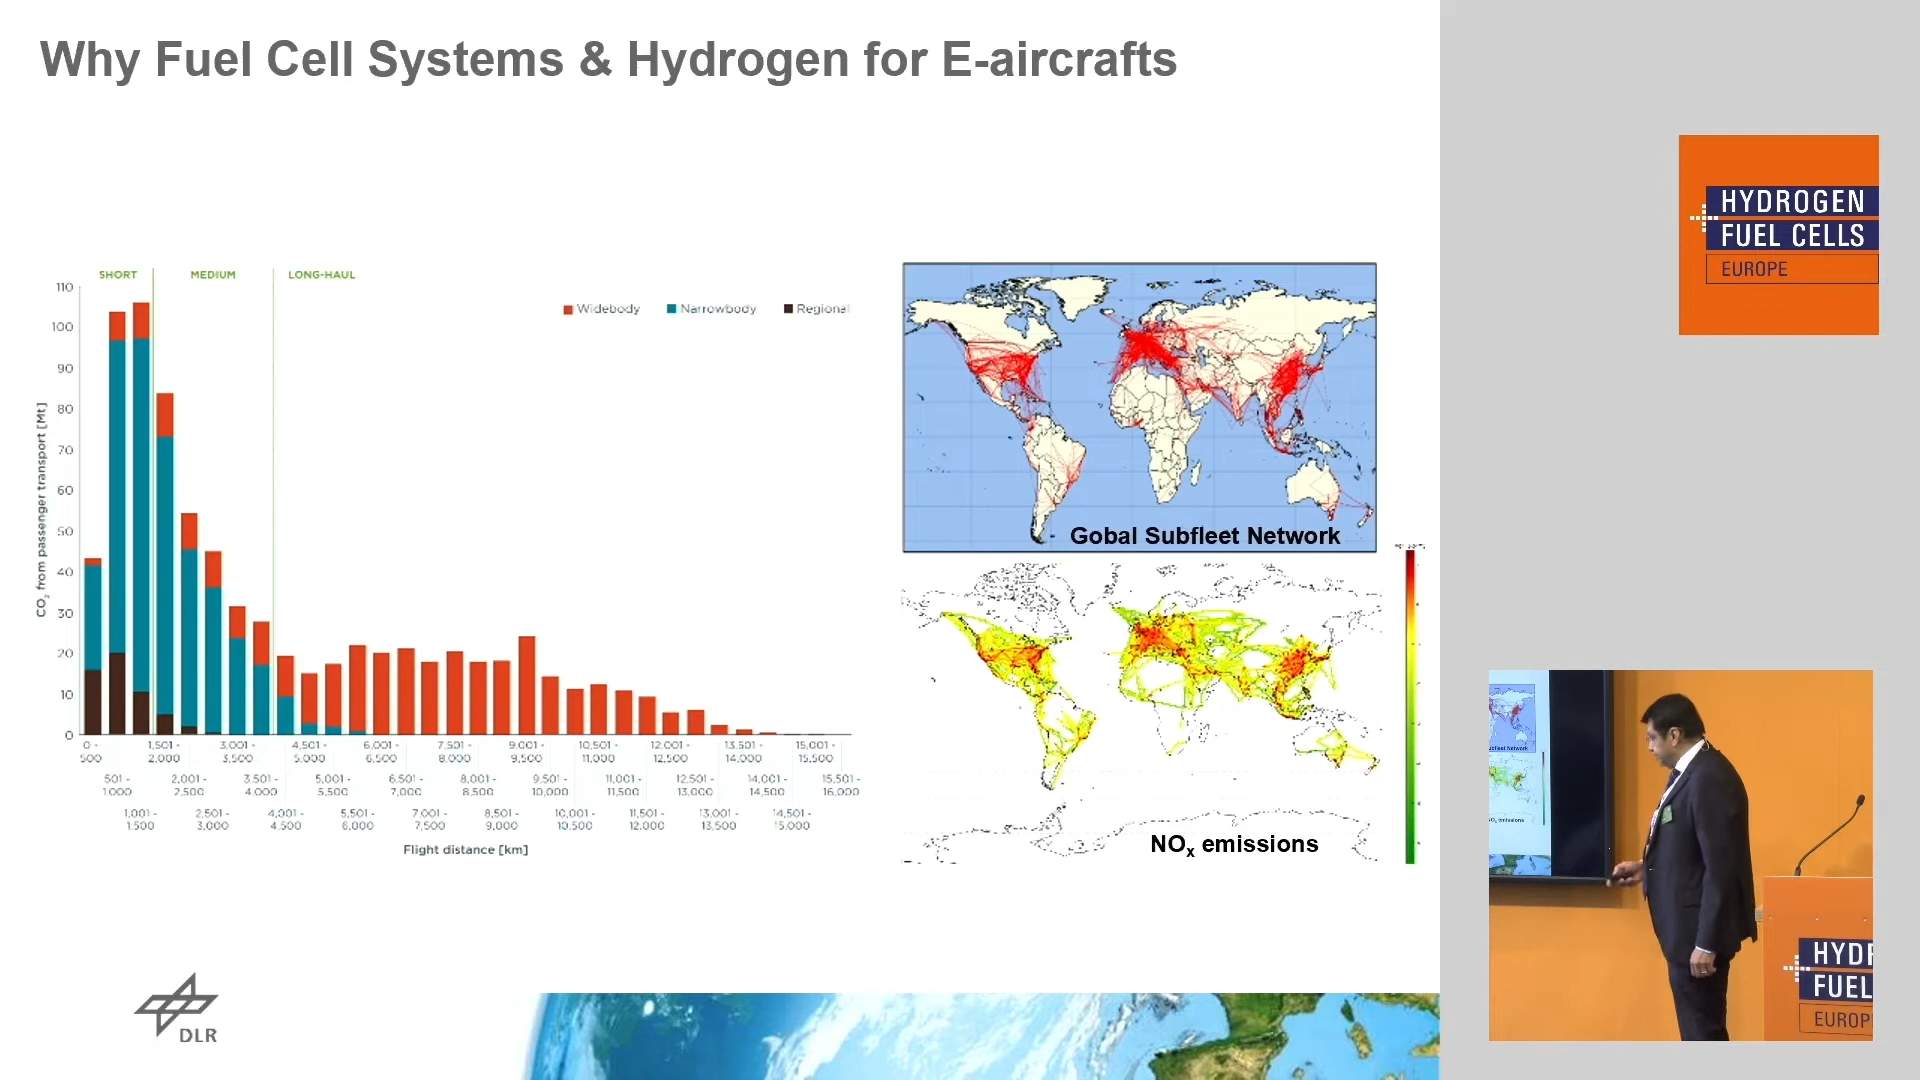 Why Fuel Cell Systems & Hydrogen for E-aircrafts
SHORT
MEDIUM
LONG-HAUL
Widebody
Narrowbody
Regional
CO2 from passenger transport [Mt]
110
100
90
80
70
60
50
40
30
20
10
0
0 - 500
1,501 - 2,000
3,001 - 3,500
4,501 - 5,000
6,001 - 6,500
7,501 - 8,000
9,001 - 9,500
10,501 - 11,000
12,001 - 12,500
13,501 - 14,000
15,001 - 15,500
501 - 1,000
2,001 - 2,500
3,501 - 4,000
5,001 - 5,500
6,501 - 7,000
8,001 - 8,500
9,501 - 10,000
11,001 - 11,500
12,501 - 13,000
14,001 - 14,500
15,501 - 16,000
1,001 - 1,500
2,501 - 3,000
4,001 - 4,500
5,501 - 6,000
7,001 - 7,500
8,501 - 9,000
10,001 - 10,500
11,501 - 12,000
13,001 - 13,500
14,501 - 15,000
Flight distance [km]
Gobal Subfleet Network
NOx emissions
DLR
HYDROGEN
FUEL CELLS
EUROPE
HYD
FUEL
EUROP